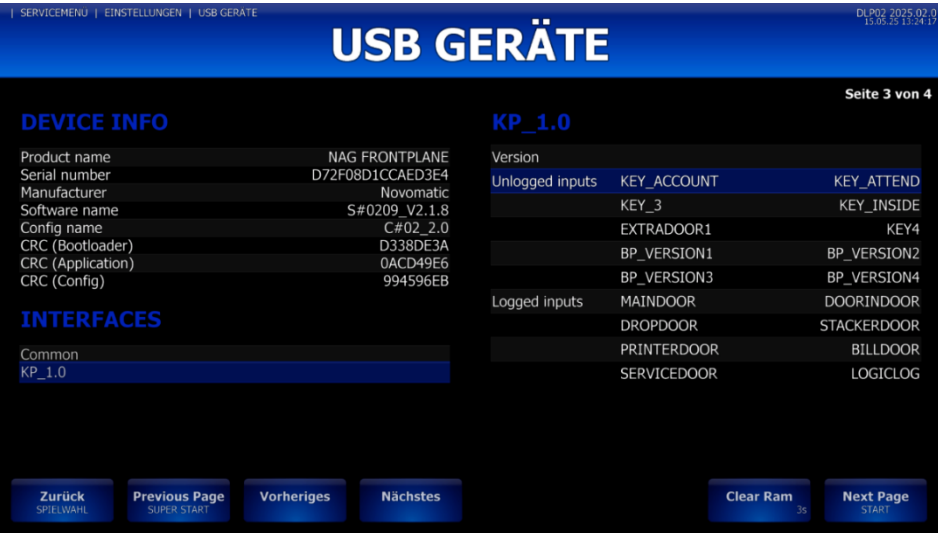 | SERVICEMENU | EINSTELLUNGEN | USB GERÄTE
DLP02 2025.02.0
15.05.25 13:24:17
USB GERÄTE
Seite 3 von 4
DEVICE INFO
Product name NAG FRONTPLANE
Serial number D72F08D1CCAED3E4
Manufacturer Novomatic
Software name S#0209_V2.1.8
Config name C#02_2.0
CRC (Bootloader) D338DE3A
CRC (Application) 0ACD49E6
CRC (Config) 994596EB
INTERFACES
Common
KP_1.0
KP_1.0
Version
Unlogged inputs KEY_ACCOUNT KEY_ATTEND
KEY_3 KEY_INSIDE
EXTRADOOR1 KEY4
BP_VERSION1 BP_VERSION2
BP_VERSION3 BP_VERSION4
Logged inputs MAINDOOR DOORINDOOR
DROPDOOR STACKERDOOR
PRINTERDOOR BILLDOOR
SERVICEDOOR LOGICLOG
Zurück
SPIELWAHL
Previous Page
SUPER START
Vorheriges
Nächstes
Clear Ram
3s
Next Page
START